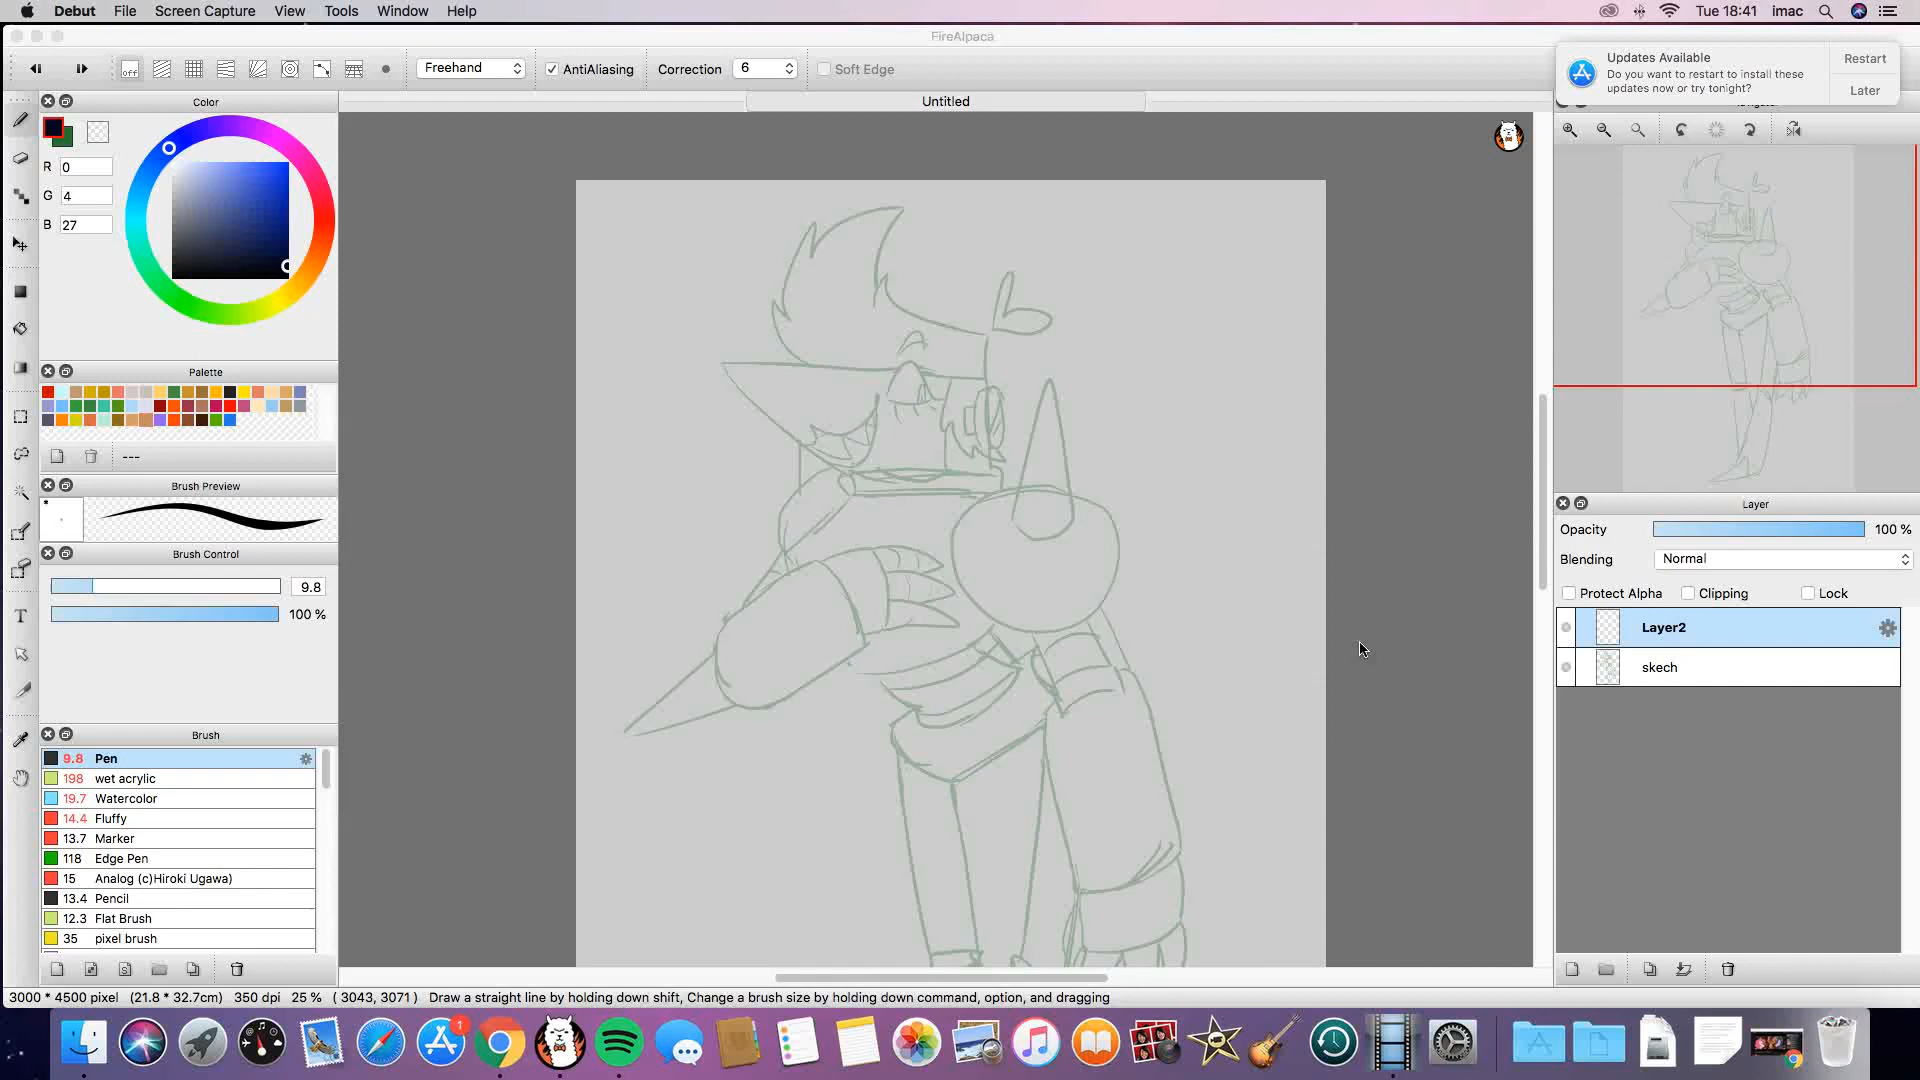 Debut File Screen Capture View Tools Window Help Tue 18:41 imac
FireAlpaca
off Freehand AntiAliasing Correction 6 Soft Edge
Updates Available
Do you want to restart to install these
updates now or try tonight?
Restart
Later
Color
Untitled
R 0
G 4
B 27
Palette
---
Brush Preview
*
Brush Control
9.8
100 %
Brush
9.8 Pen
198 wet acrylic
19.7 Watercolor
14.4 Fluffy
13.7 Marker
118 Edge Pen
15 Analog (c)Hiroki Ugawa)
13.4 Pencil
12.3 Flat Brush
35 pixel brush
Layer
Opacity 100 %
Blending Normal
Protect Alpha Clipping Lock
Layer2
skech
3000 * 4500 pixel (21.8 * 32.7cm) 350 dpi 25 % ( 3043, 3071 ) Draw a straight line by holding down shift, Change a brush size by holding down command, option, and dragging
1